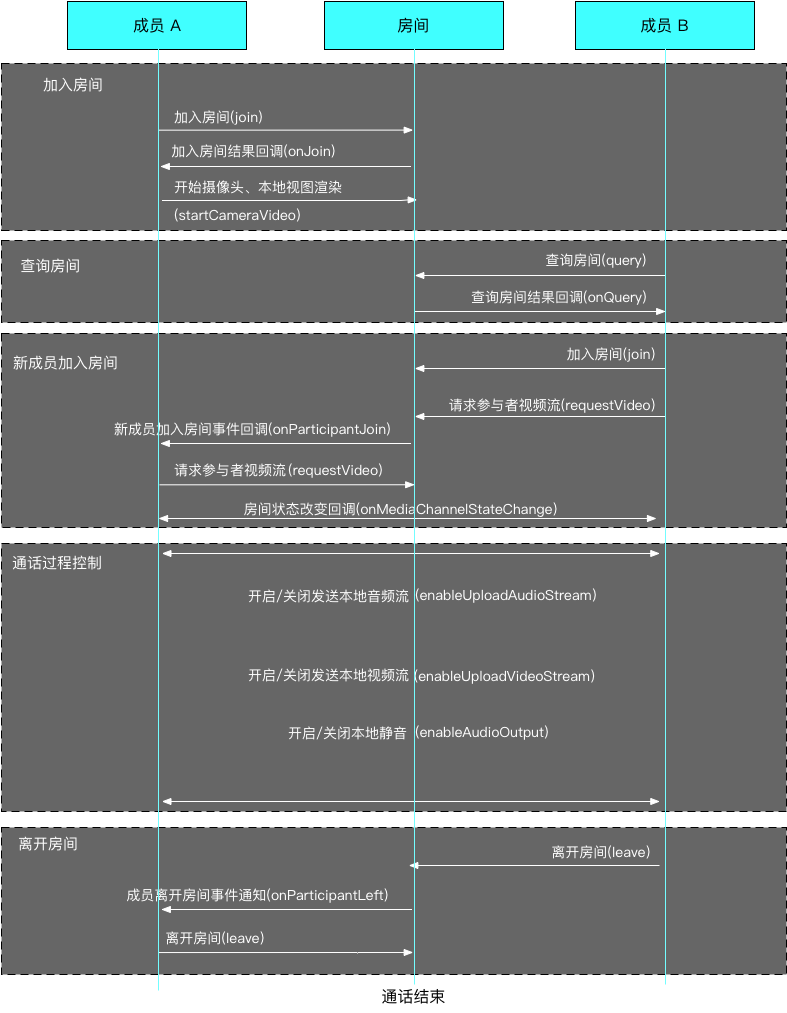 成员 A
房间
成员 B
加入房间
加入房间(join)
加入房间结果回调(onJoin)
开始摄像头、本地视图渲染
(startCameraVideo)
查询房间
查询房间(query)
查询房间结果回调(onQuery)
新成员加入房间
加入房间(join)
请求参与者视频流(requestVideo)
新成员加入房间事件回调(onParticipantJoin)
请求参与者视频流(requestVideo)
房间状态改变回调(onMediaChannelStateChange)
通话过程控制
开启/关闭发送本地音频流 (enableUploadAudioStream)
开启/关闭发送本地视频流 (enableUploadVideoStream)
开启/关闭本地静音 (enableAudioOutput)
离开房间
离开房间(leave)
成员离开房间事件通知(onParticipantLeft)
离开房间(leave)
通话结束